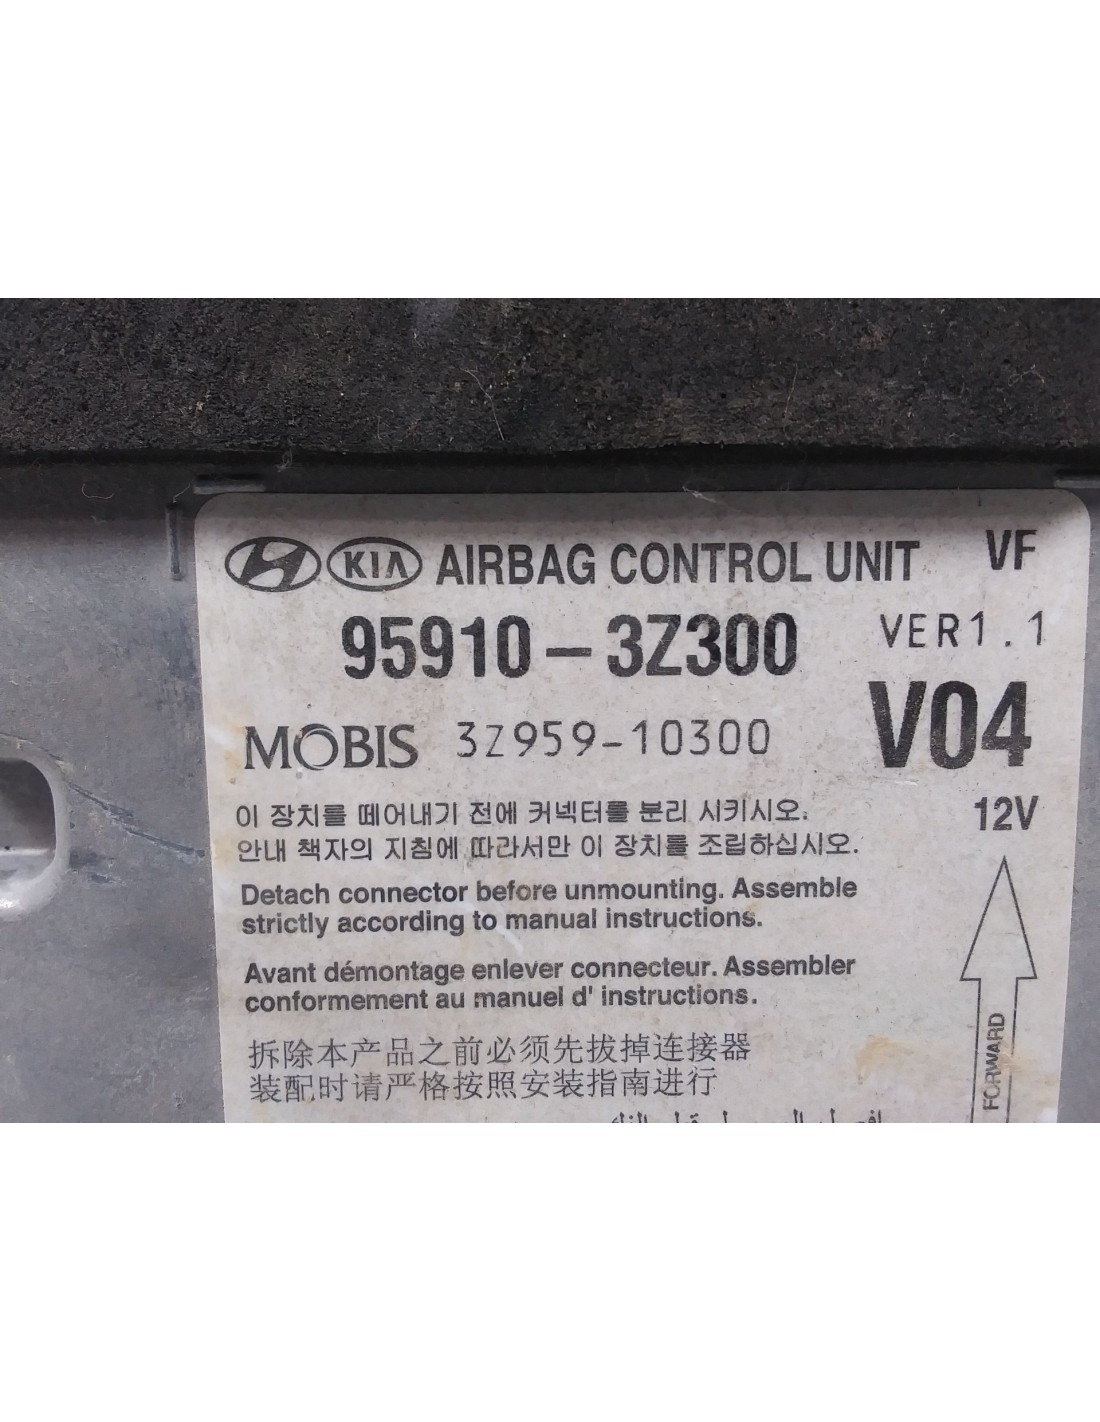 KIA AIRBAG CONTROL UNIT VF
95910-3Z300 VER1.1
MOBIS 3Z959-10300 V04
이 장치를 떼어내기 전에 커넥터를 분리 시키시오.
안내 책자의 지침에 따라서만 이 장치를 조립하십시오.
12V
Detach connector before unmounting. Assemble
strictly according to manual instructions.
Avant démontage enlever connecteur. Assembler
conformement au manuel d' instructions.
拆除本产品之前必须先拔掉连接器
装配时请严格按照安装指南进行
FORWARD